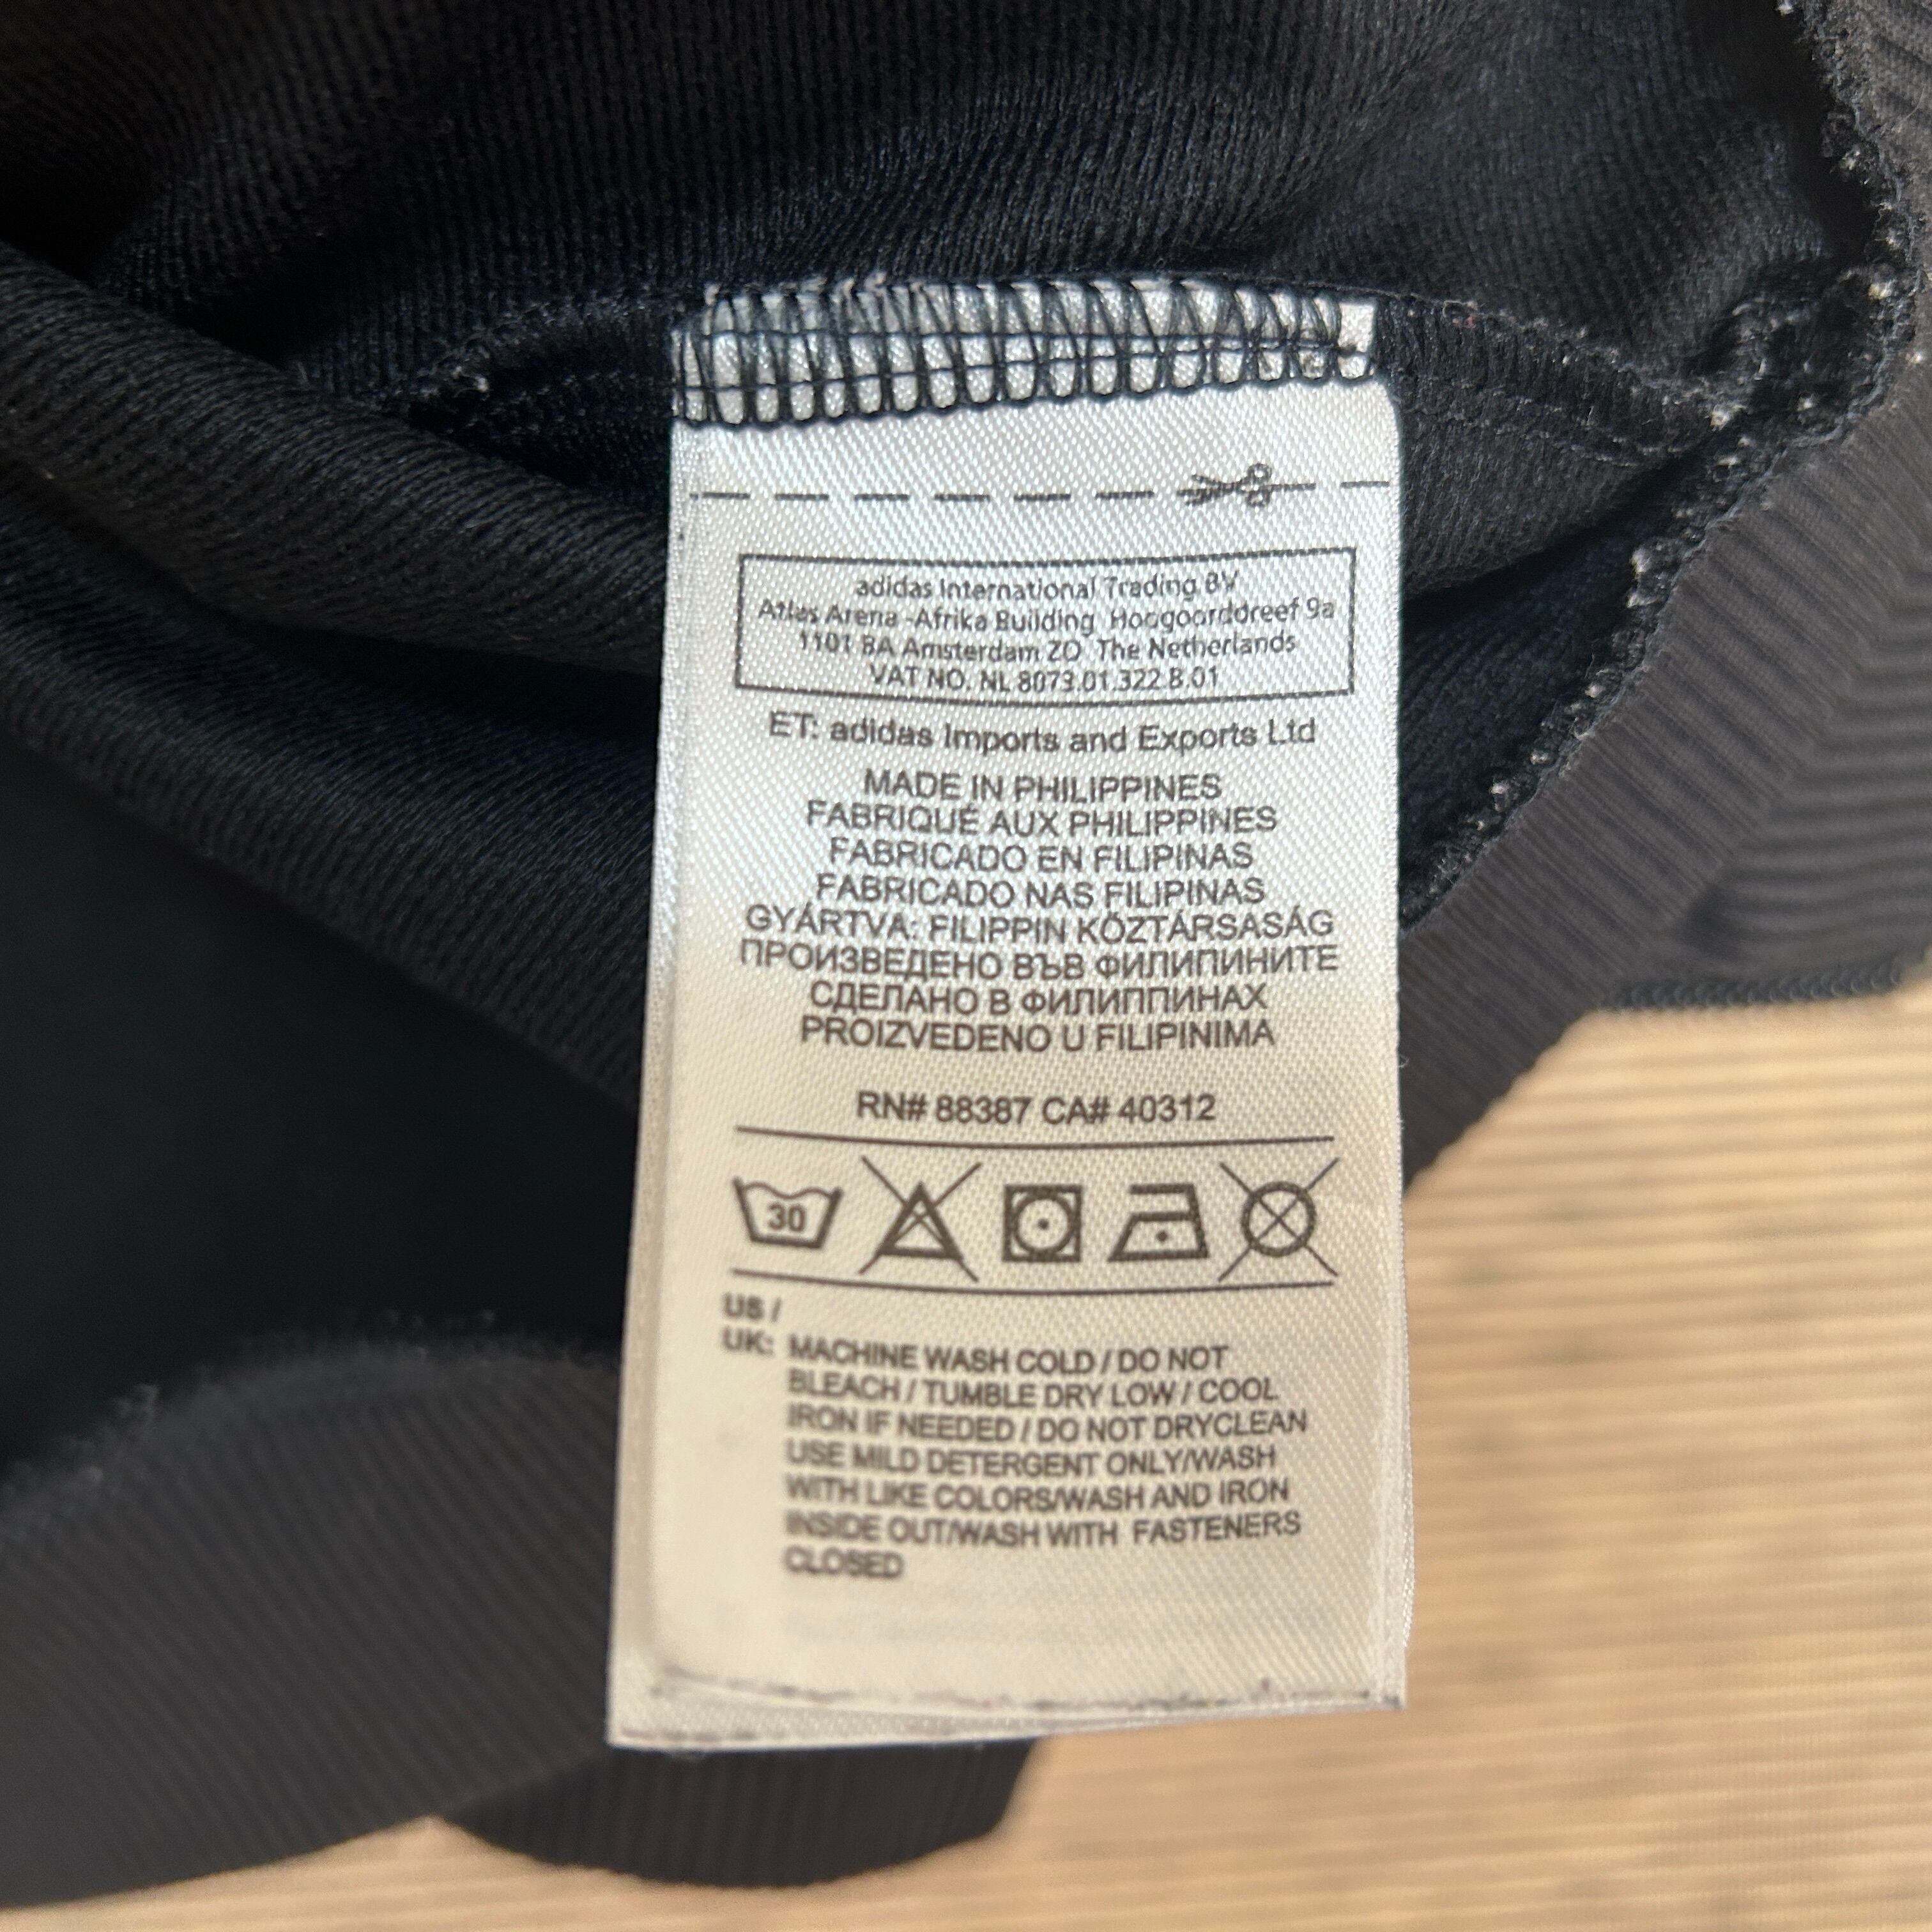 adidas International Trading BV
Atlas Arena -Afrika Building Hoogoorddreef 9a
1101 BA Amsterdam ZO The Netherlands
VAT NO. NL 8073.01.322.B.01
ET: adidas Imports and Exports Ltd
MADE IN PHILIPPINES
FABRIQUÉ AUX PHILIPPINES
FABRICADO EN FILIPINAS
FABRICADO NAS FILIPINAS
GYÁRTVA: FILIPPIN KÖZTÁRSASÁG
ПРОИЗВЕДЕНО ВЪВ ФИЛИПИНИТЕ
СДЕЛАНО В ФИЛИППИНАХ
PROIZVEDENO U FILIPINIMA
RN# 88387 CA# 40312
30
US /
UK: MACHINE WASH COLD / DO NOT
BLEACH / TUMBLE DRY LOW / COOL
IRON IF NEEDED / DO NOT DRYCLEAN
USE MILD DETERGENT ONLY/WASH
WITH LIKE COLORS/WASH AND IRON
INSIDE OUT/WASH WITH FASTENERS
CLOSED